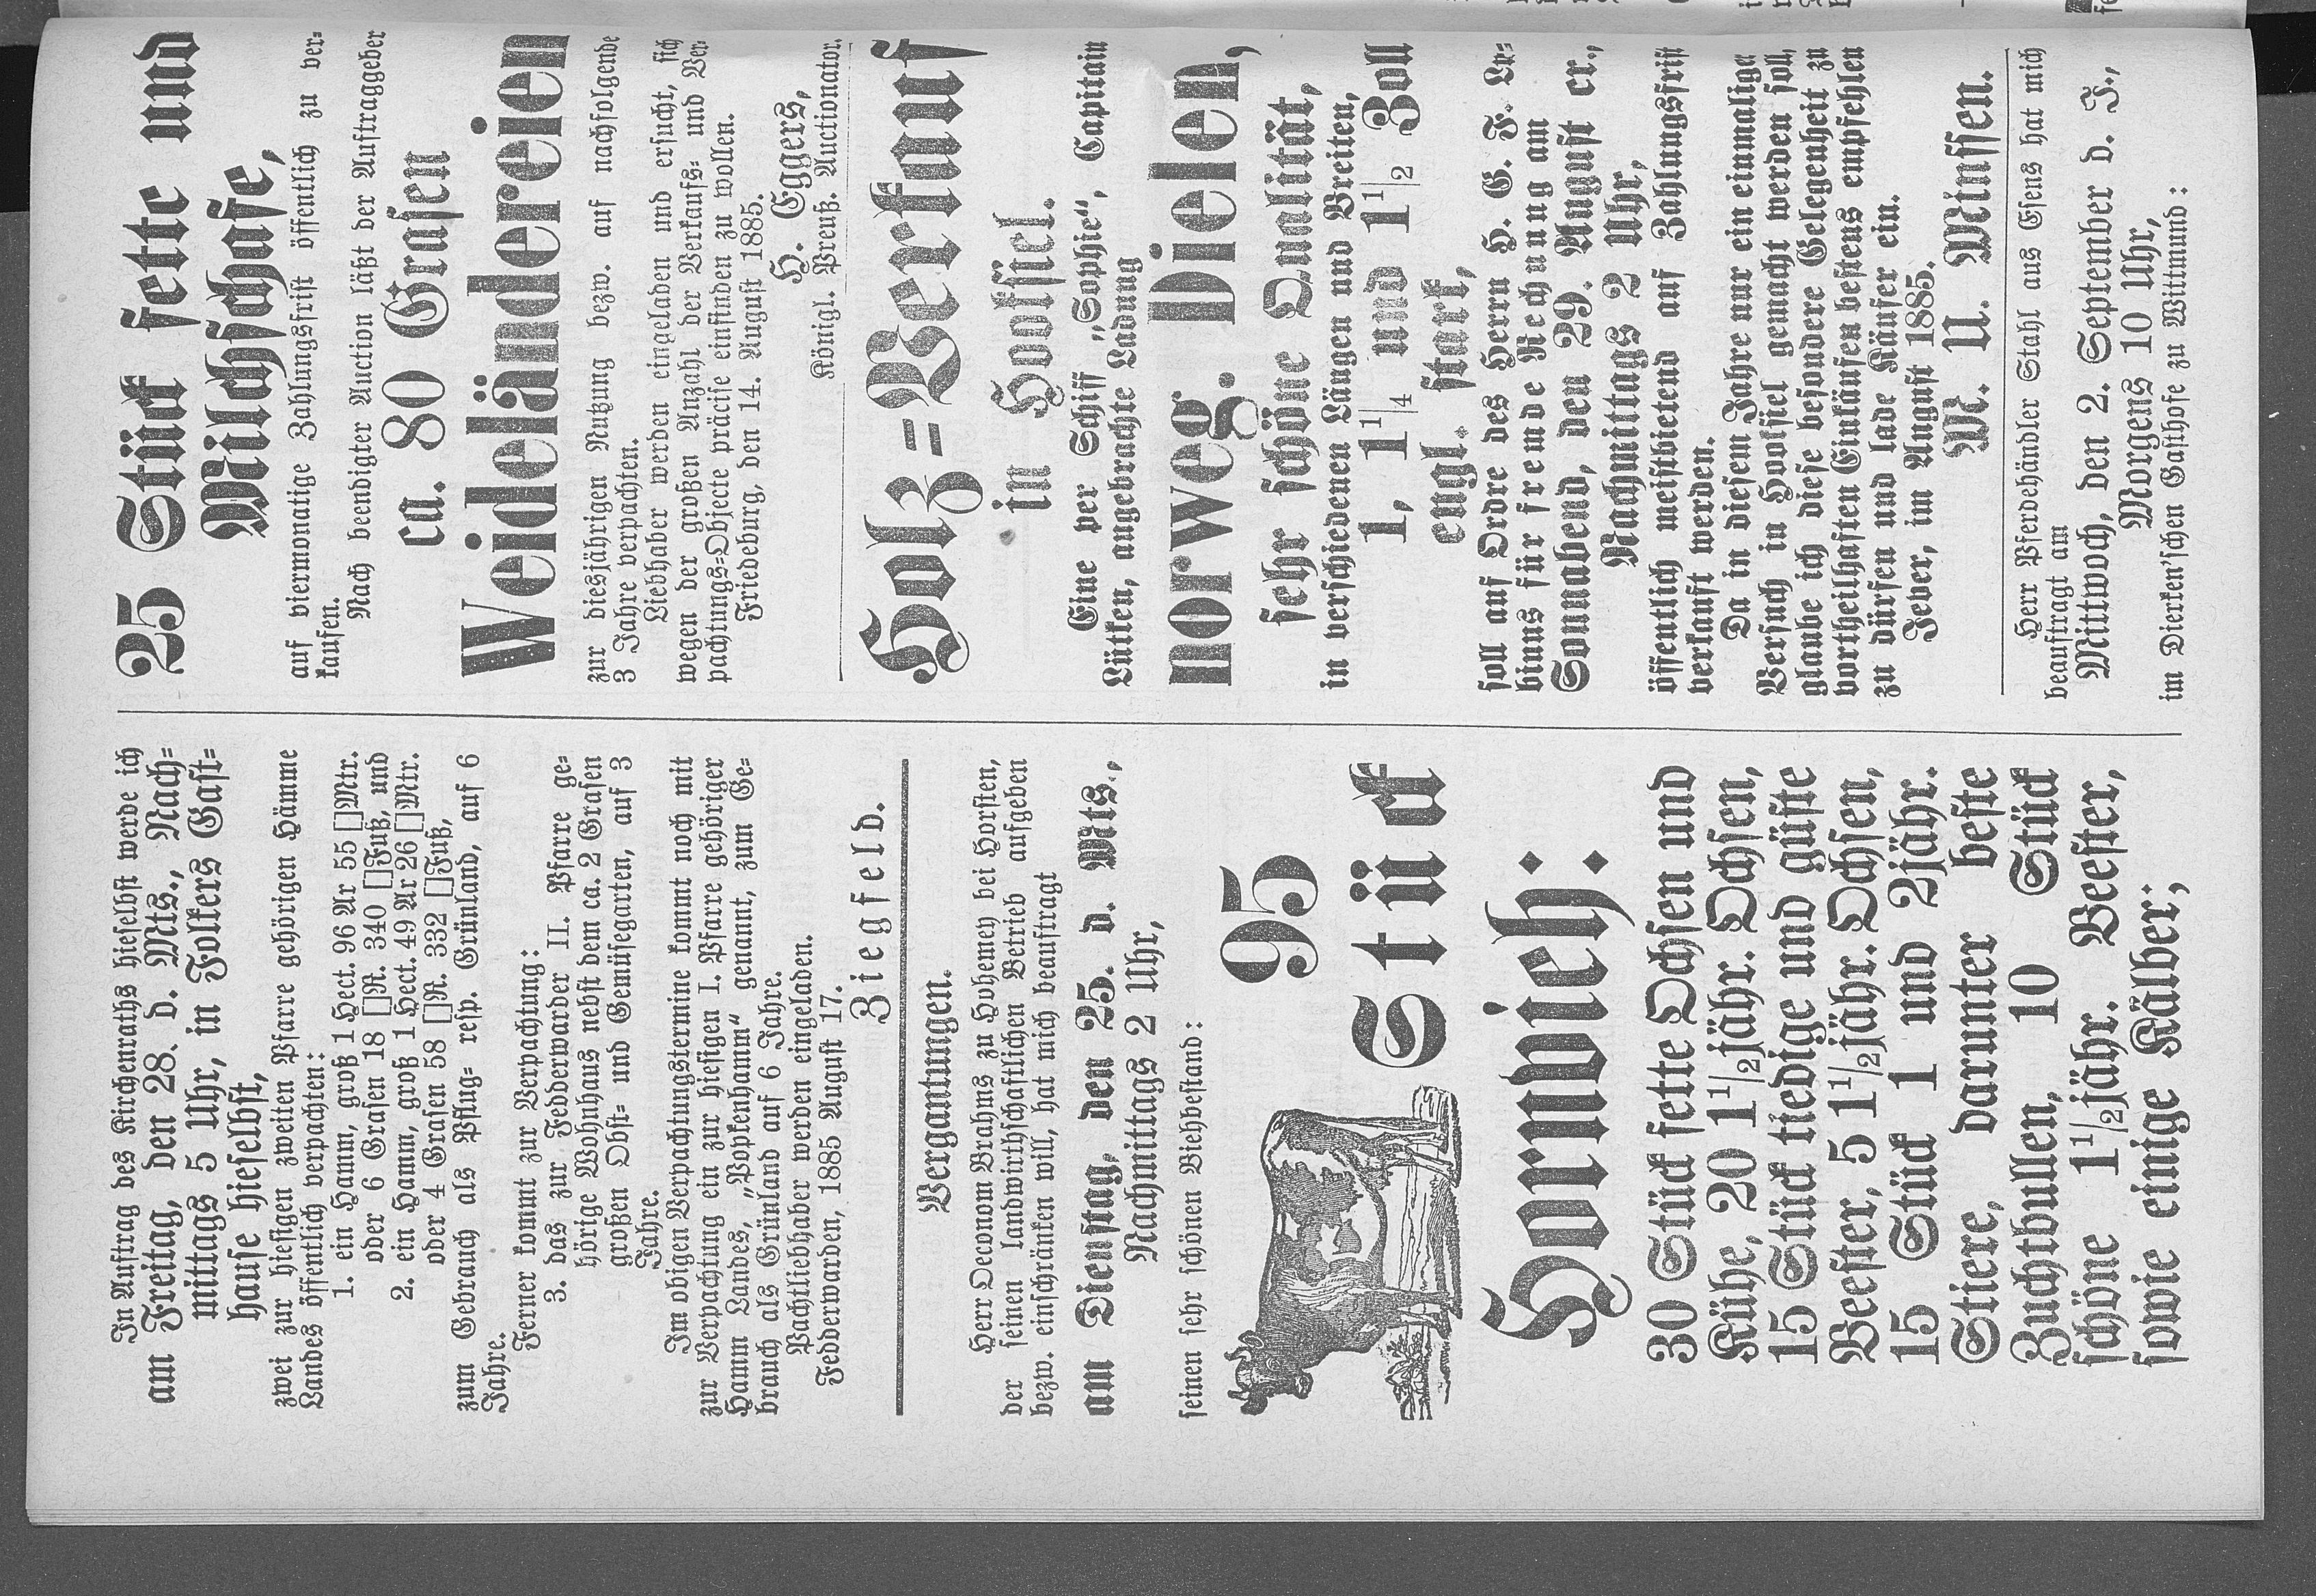 In Auftrag des Kirchenraths hieselbst werde ich
am Freitag, den 28. d. Mts., Nach-
mittags 5 Uhr, in Folkers Gast-
hause hieselbst,
zwei zur hiesigen zweiten Pfarre gehörigen Hämme
Landes öffentlich verpachten:
1. ein Hamm, groß 1 Hect. 96 Ar 55 []Mtr.
oder 6 Grasen 18 []R. 340 []Fuß, und
2. ein Hamm, groß 1 Hect. 49 Ar 26 []Mtr.
oder 4 Grasen 58 []R. 332 []Fuß,
zum Gebrauch als Pflug- resp. Grünland, auf 6
Jahre.
Ferner kommt zur Verpachtung:
3. das zur Fedderwarder II. Pfarre ge-
hörige Wohnhaus nebst dem ca. 2 Grasen
großen Obst- und Gemüsegarten, auf 3
Jahre.
Im obigen Verpachtungstermine kommt noch mit
zur Verpachtung ein zur hiesigen I. Pfarre gehöriger
Hamm Landes, „Popkenhamm“ genannt, zum Ge-
brauch als Grünland auf 6 Jahre.
Pachtliebhaber werden eingeladen.
Fedderwarden, 1885 August 17.
Ziegfeld.
Vergantungen.
Herr Oeconom Brahms zu Hohemey bei Horsten,
der seinen landwirthschaftlichen Betrieb aufgeben
bezw. einschränken will, hat mich beauftragt
am Dienstag, den 25. d. Mts.,
Nachmittags 2 Uhr,
seinen sehr schönen Viehbestand:
95
Stück
Hornvieh:
30 Stück fette Ochsen und
Kühe, 20 1½jähr. Ochsen,
15 Stück tiedige und güste
Beester, 5 1½jähr. Ochsen,
15 Stück 1 und 2jähr.
Stiere, darunter beste
Zuchtbullen, 10 Stück
schöne 1½jähr. Beester,
sowie einige Kälber;
25 Stück fette und
Milchschafe,
auf viermonatige Zahlungsfrist öffentlich zu ver-
kaufen.
Nach beendigter Auction läßt der Auftraggeber
ca. 80 Grasen
Weideländereien
zur diesjährigen Nutzung bezw. auf nachfolgende
3 Jahre verpachten.
Liebhaber werden eingeladen und ersucht, sich
wegen der großen Anzahl der Verkaufs- und Ver-
pachtungs-Objecte präcise einfinden zu wollen.
Friedeburg, den 14. August 1885.
H. Eggers,
Königl. Preuß. Auctionator.
Holz-Verkauf
in Hooksiel.
Eine per Schiff „Sophie“, Capitain
Lütken, angebrachte Ladung
norweg. Dielen,
sehr schöne Qualität,
in verschiedenen Längen und Breiten,
1, 1¼ und 1½ Zoll
engl. stark,
soll auf Ordre des Herrn H. G. F. Lr-
binus für fremde Rechnung am
Sonnabend, den 29. August cr.,
Nachmittags 2 Uhr,
öffentlich meistbietend auf Zahlungsfrist
verkauft werden.
Da in diesem Jahre nur ein einmaliger
Versuch in Hooksiel gemacht werden soll,
glaube ich diese besondere Gelegenheit zu
vortheilhaften Einkäufen bestens empfehlen
zu dürfen und lade Käufer ein.
Jever, im August 1885.
M. U. Minssen.
Herr Pferdehändler Stahl aus Esens hat mich
beauftragt am
Mittwoch, den 2. September d. J.,
Morgens 10 Uhr,
im Dierken'schen Gasthofe zu Wittmund: